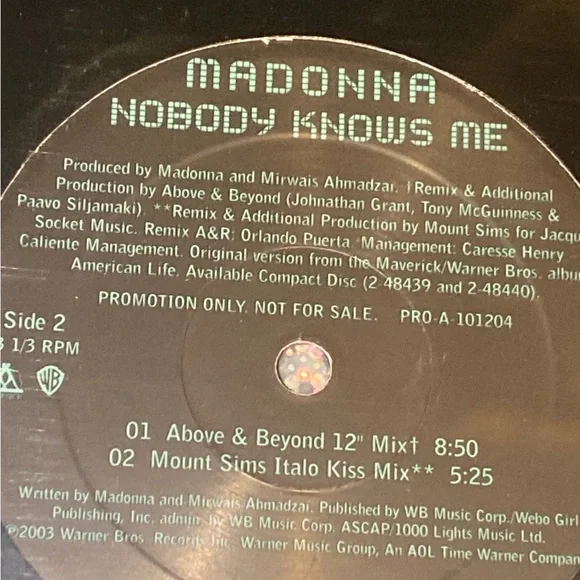 MADONNA
NOBODY KNOWS ME
Produced by Madonna and Mirwais Ahmadzai. †Remix & Additional
Production by Above & Beyond (Johnathan Grant, Tony McGuinness &
Paavo Siljamaki). **Remix & Additional Production by Mount Sims for Jacqu
Socket Music. Remix A&R: Orlando Puerta. Management: Caresse Henry
Caliente Management. Original version from the Maverick/Warner Bros. albu
American Life. Available Compact Disc (2-48439 and 2-48440).
PROMOTION ONLY. NOT FOR SALE. PRO-A-101204
Side 2
3 1/3 RPM
WB
01 Above & Beyond 12" Mix† 8:50
02 Mount Sims Italo Kiss Mix** 5:25
Written by Madonna and Mirwais Ahmadzai. Published by WB Music Corp./Webo Girl
Publishing, Inc. admin. by WB Music Corp. ASCAP/1000 Lights Music Ltd.
℗2003 Warner Bros. Records Inc. Warner Music Group, An AOL Time Warner Compan